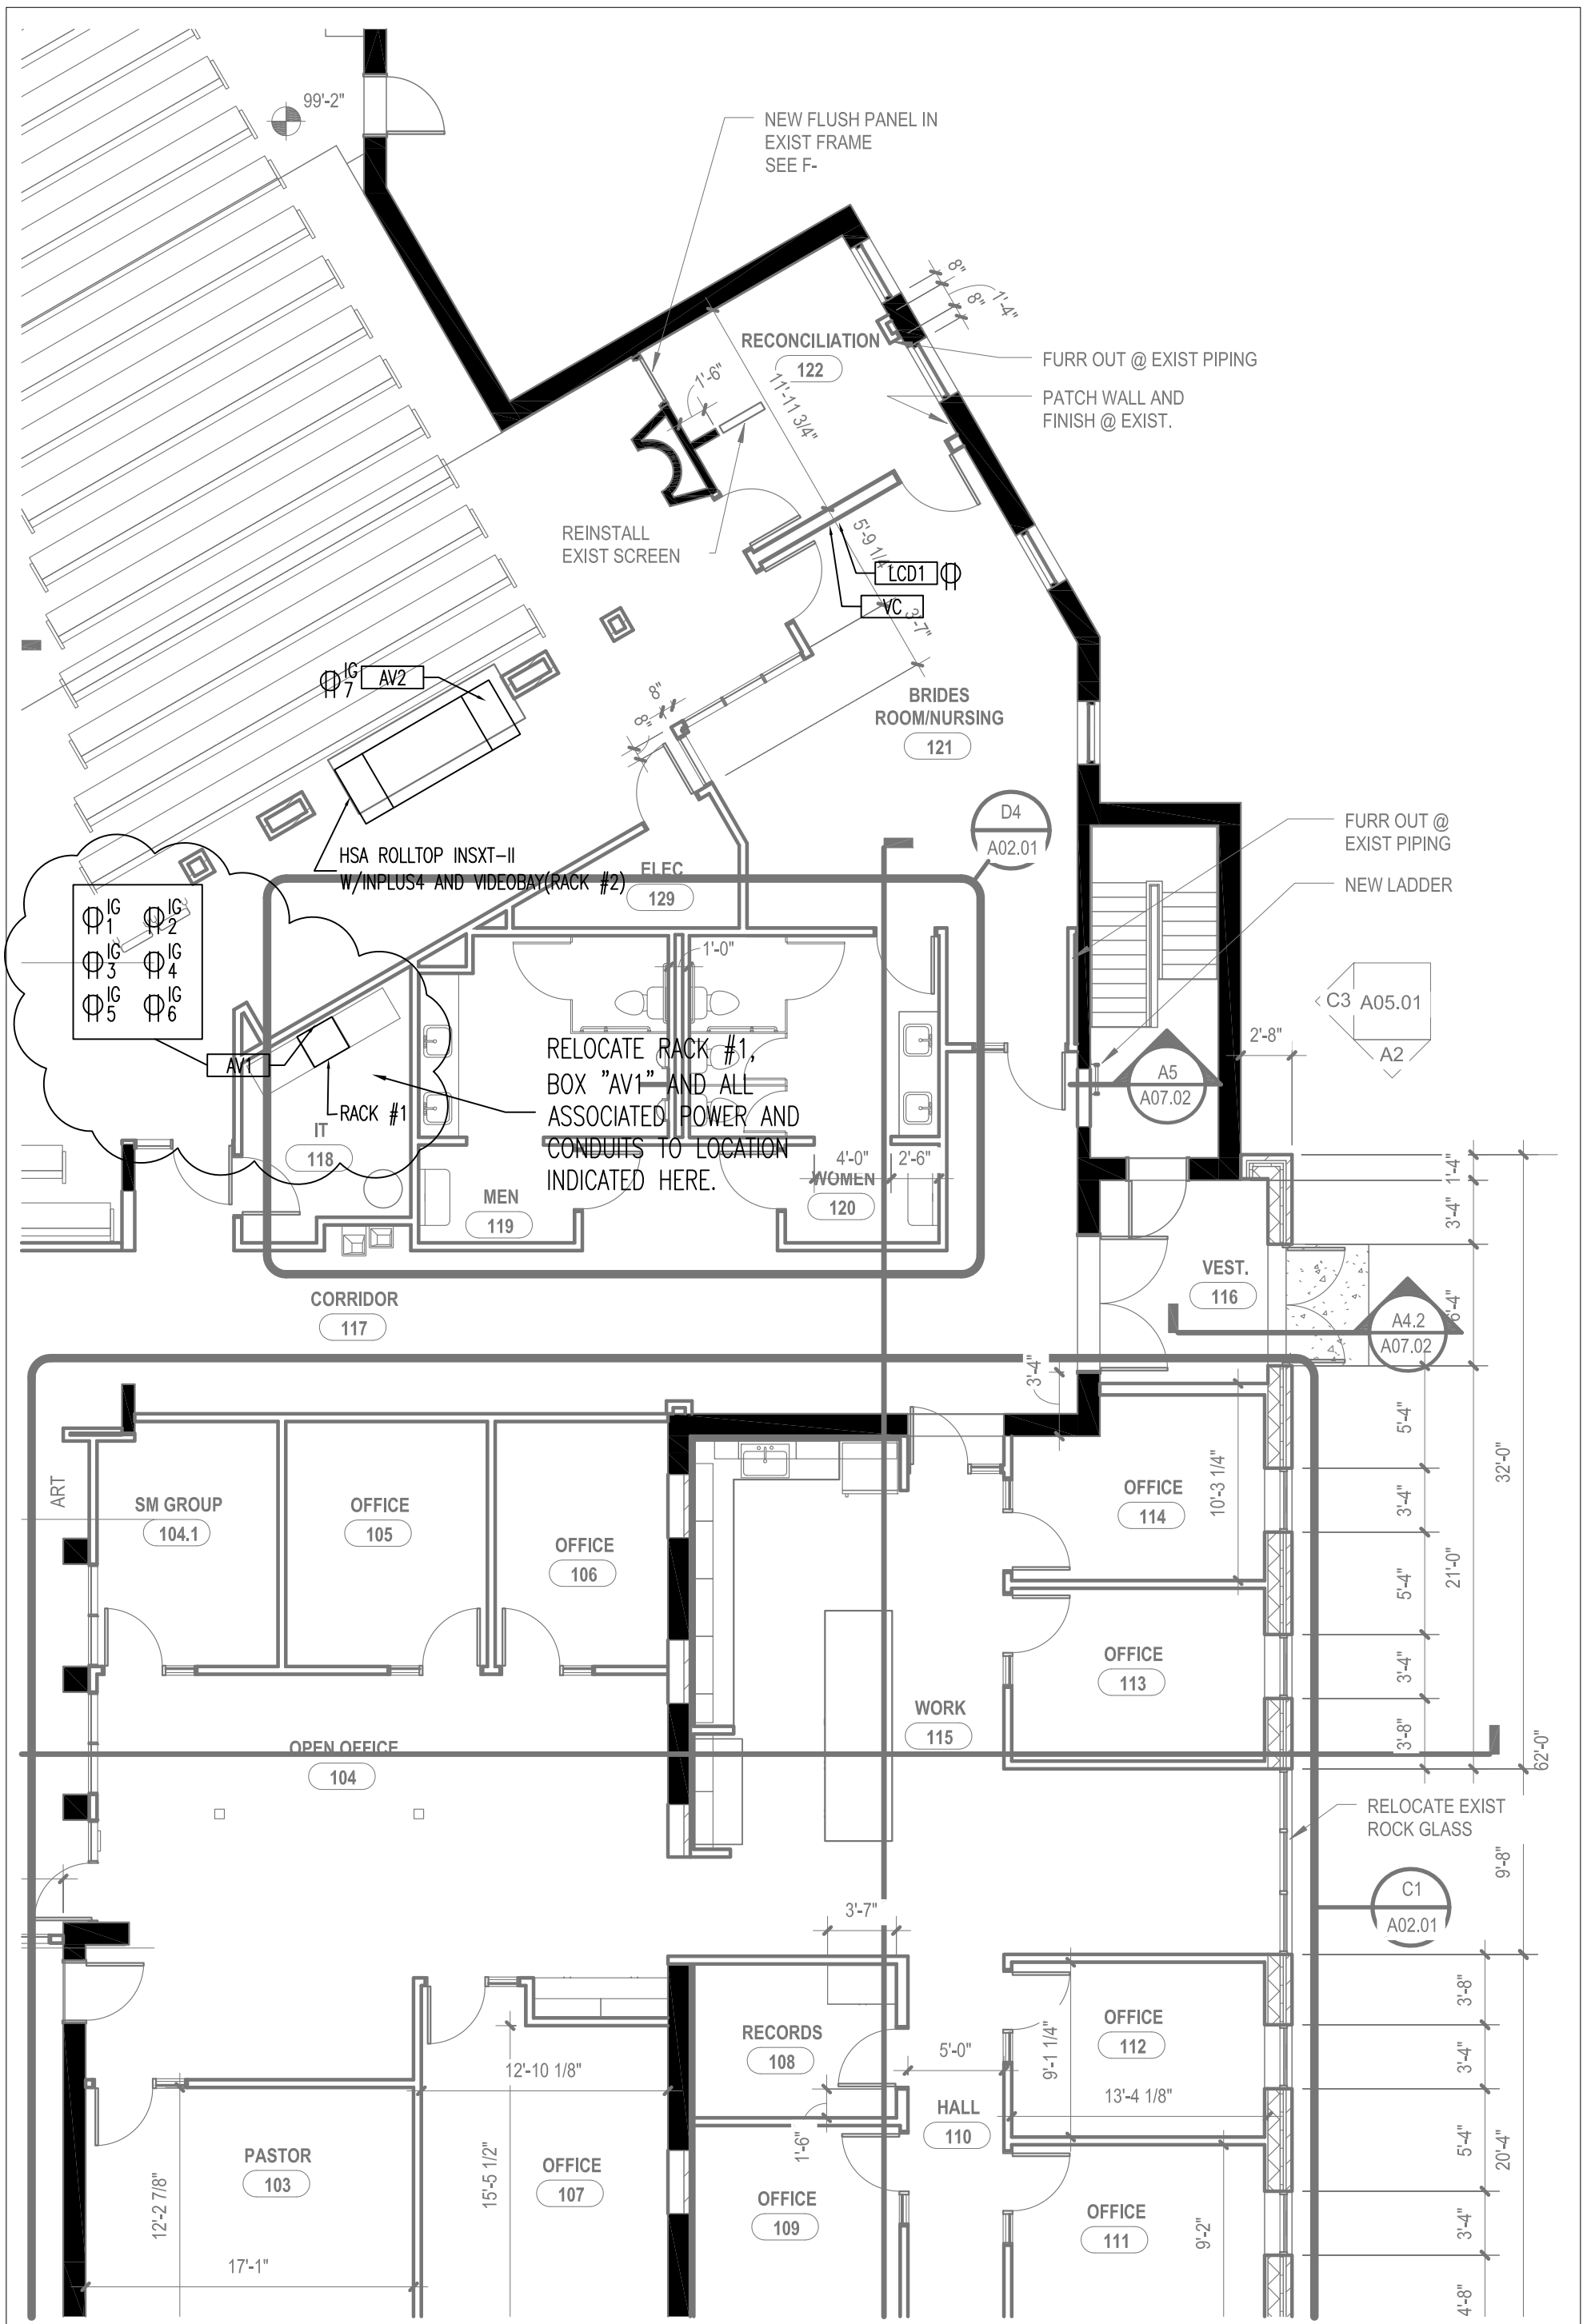 99'-2"
NEW FLUSH PANEL IN
EXIST FRAME
SEE F-
8"
8"
1'-4"
RECONCILIATION
122
1'-6"
11'-11 3/4"
FURR OUT @ EXIST PIPING
PATCH WALL AND
FINISH @ EXIST.
REINSTALL
EXIST SCREEN
5'-9 1/4"
LCD1
VC
3'-7"
IG
7
AV2
8"
8"
BRIDES
ROOM/NURSING
121
D4
A02.01
FURR OUT @
EXIST PIPING
NEW LADDER
HSA ROLLTOP INSXT-II
W/INPLUS4 AND VIDEOBAY(RACK #2)
ELEC
129
IG
1
IG
2
IG
3
IG
4
IG
5
IG
6
1'-0"
C3
A05.01
A2
2'-8"
AV1
RACK #1
RELOCATE RACK #1,
BOX "AV1" AND ALL
ASSOCIATED POWER AND
CONDUITS TO LOCATION
INDICATED HERE.
A5
A07.02
IT
118
MEN
119
4'-0"
2'-6"
WOMEN
120
1'-4"
3'-4"
VEST.
116
6'-4"
A4.2
A07.02
CORRIDOR
117
3'-4"
ART
SM GROUP
104.1
OFFICE
105
OFFICE
106
OFFICE
114
10'-3 1/4"
5'-4"
3'-4"
32'-0"
5'-4"
21'-0"
OFFICE
113
3'-4"
WORK
115
3'-8"
62'-0"
OPEN OFFICE
104
RELOCATE EXIST
ROCK GLASS
9'-8"
C1
A02.01
3'-7"
RECORDS
108
5'-0"
9'-1 1/4"
OFFICE
112
3'-8"
3'-4"
12'-10 1/8"
13'-4 1/8"
HALL
110
1'-6"
5'-4"
20'-4"
PASTOR
103
12'-2 7/8"
15'-5 1/2"
OFFICE
107
OFFICE
109
OFFICE
111
9'-2"
3'-4"
17'-1"
4'-8"